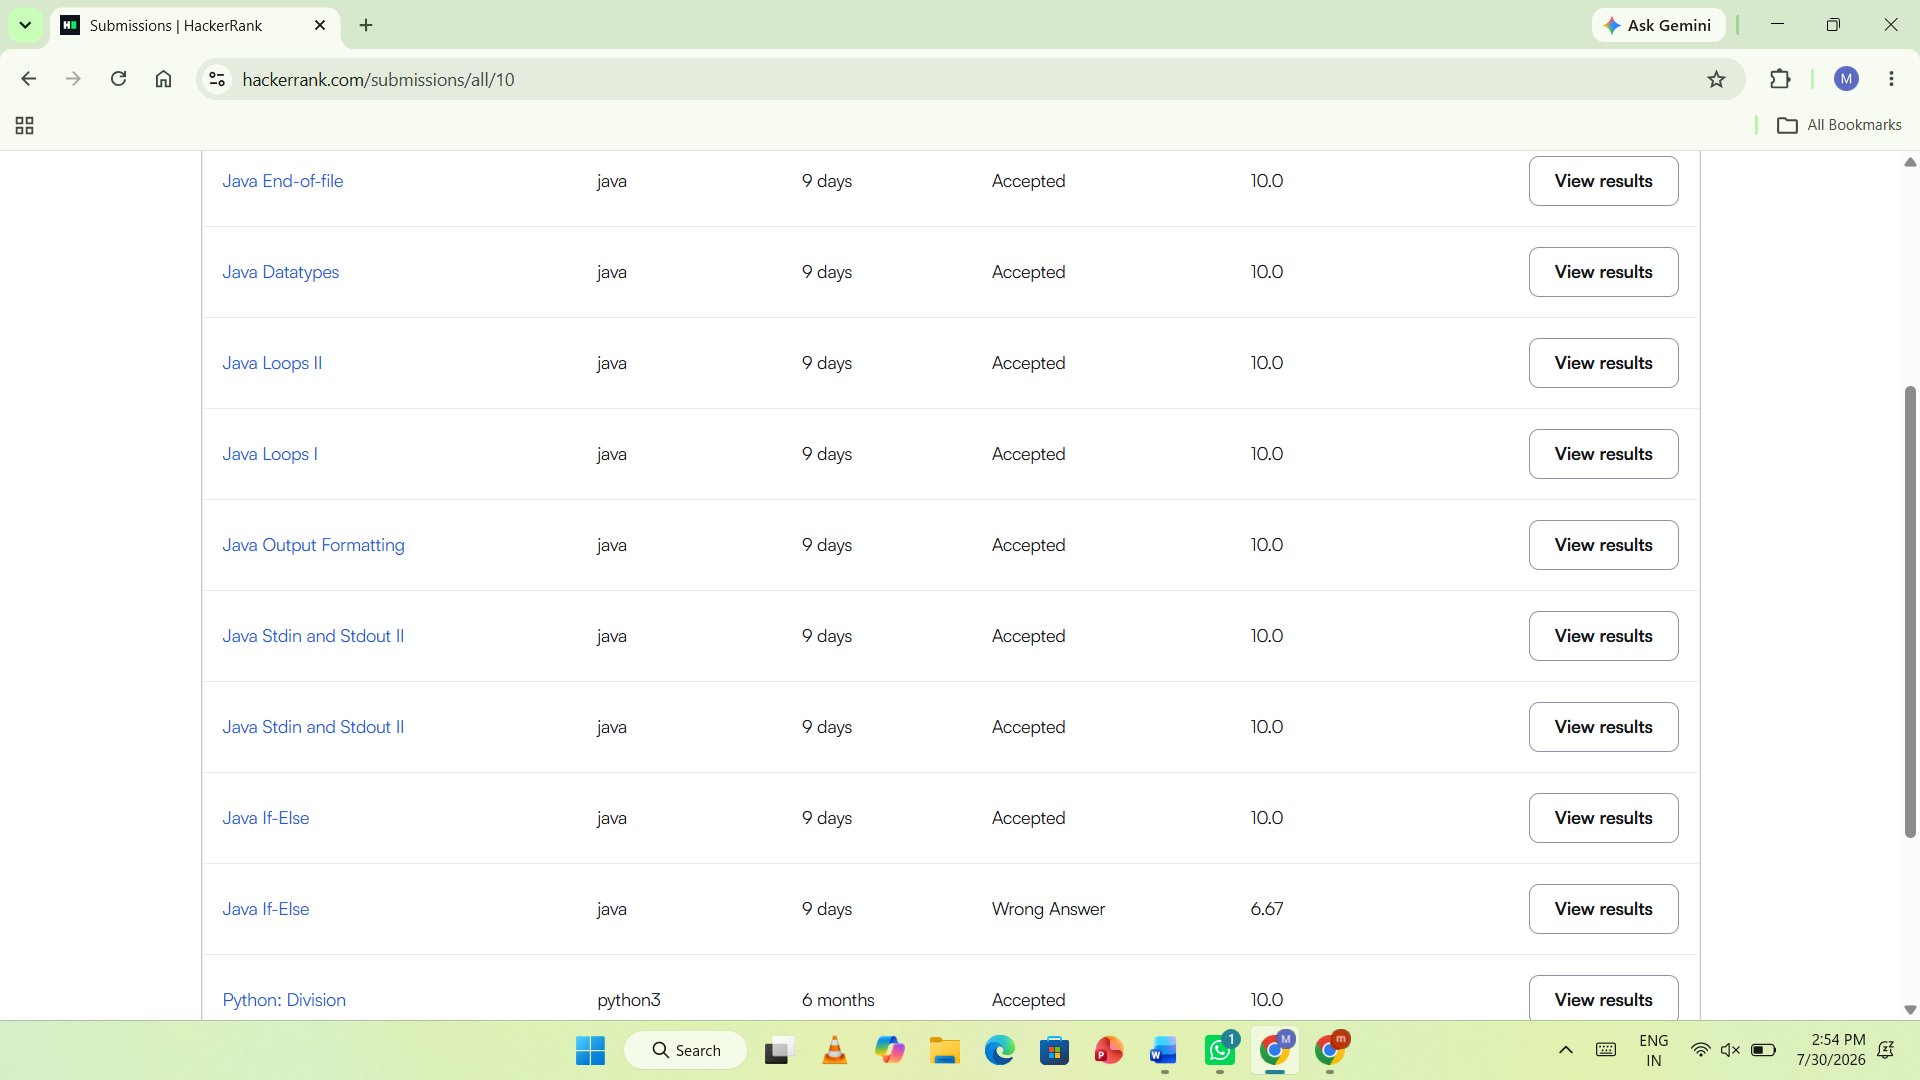 Submissions | HackerRank
Ask Gemini
hackerrank.com/submissions/all/10
M
All Bookmarks
Java End-of-file java 9 days Accepted 10.0 View results
Java Datatypes java 9 days Accepted 10.0 View results
Java Loops II java 9 days Accepted 10.0 View results
Java Loops I java 9 days Accepted 10.0 View results
Java Output Formatting java 9 days Accepted 10.0 View results
Java Stdin and Stdout II java 9 days Accepted 10.0 View results
Java Stdin and Stdout II java 9 days Accepted 10.0 View results
Java If-Else java 9 days Accepted 10.0 View results
Java If-Else java 9 days Wrong Answer 6.67 View results
Python: Division python3 6 months Accepted 10.0 View results
Search
1
M
m
ENG
IN
2:54 PM
7/30/2026